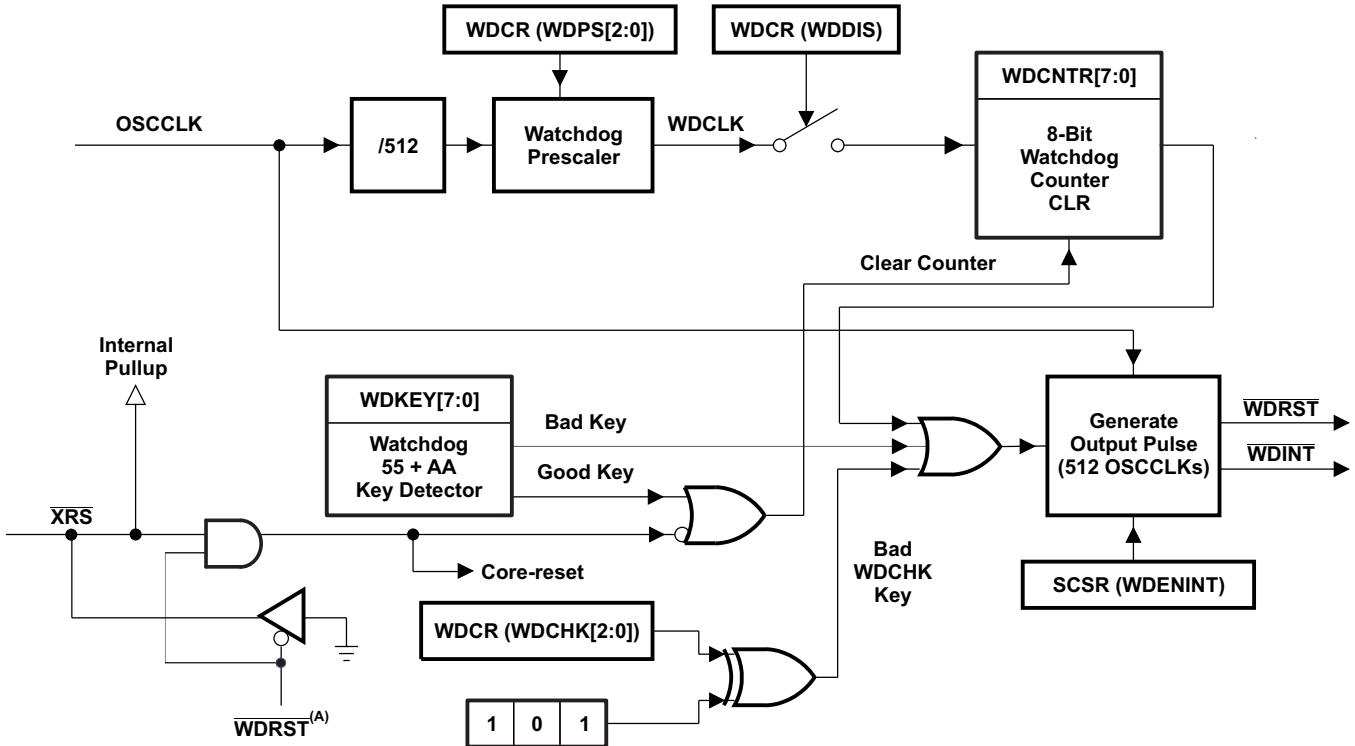 WDCR (WDPS[2:0])
WDCR (WDDIS)
WDCNTR[7:0]
OSCCLK
/512
Watchdog
Prescaler
WDCLK
8-Bit
Watchdog
Counter
CLR
Clear Counter
Internal
Pullup
WDKEY[7:0]
Watchdog
55 + AA
Key Detector
Bad Key
Good Key
Generate
Output Pulse
(512 OSCCLKs)
WDRST
WDINT
XRS
Core-reset
Bad
WDCHK
Key
SCSR (WDENINT)
WDCR (WDCHK[2:0])
WDRST(A)
1 0 1